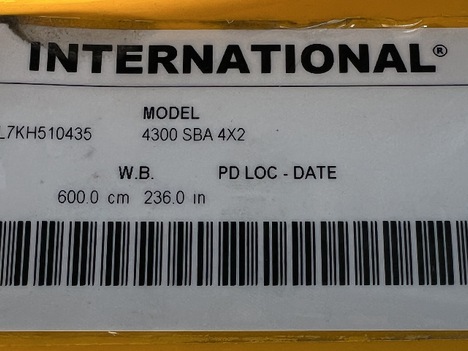 INTERNATIONAL®
MODEL
L7KH510435 4300 SBA 4X2
W.B. PD LOC - DATE
600.0 cm 236.0 in